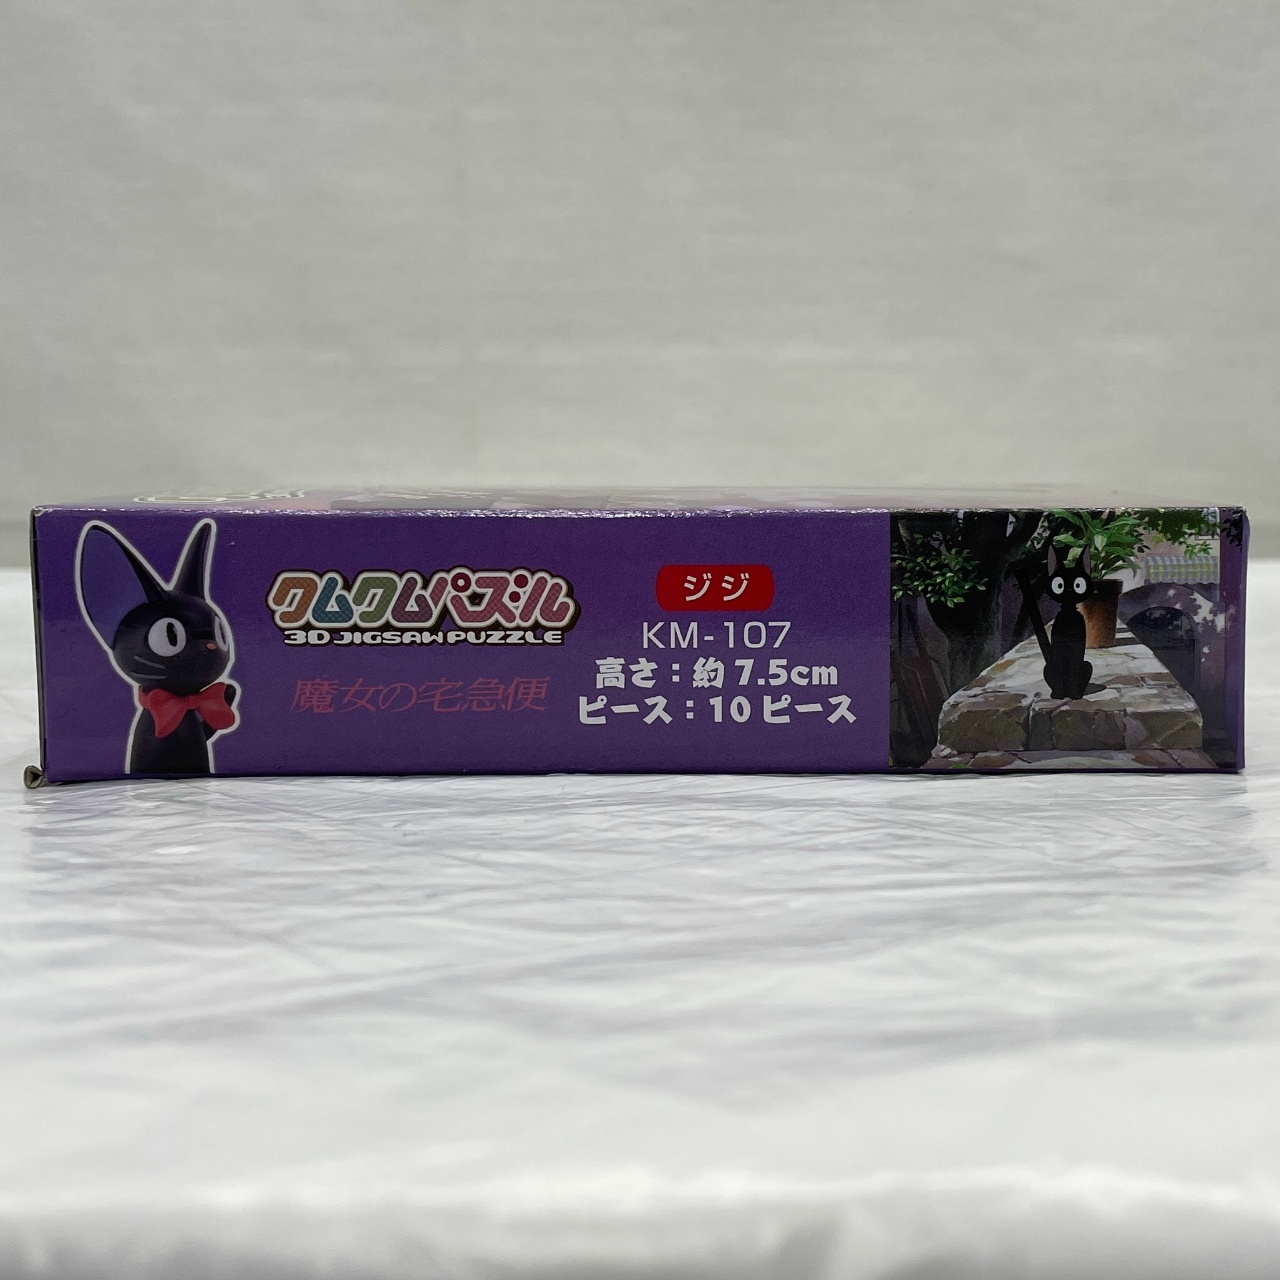 クムクムパズル
3D JIGSAW PUZZLE
魔女の宅急便
ジジ
KM-107
高さ：約7.5cm
ピース：10ピース